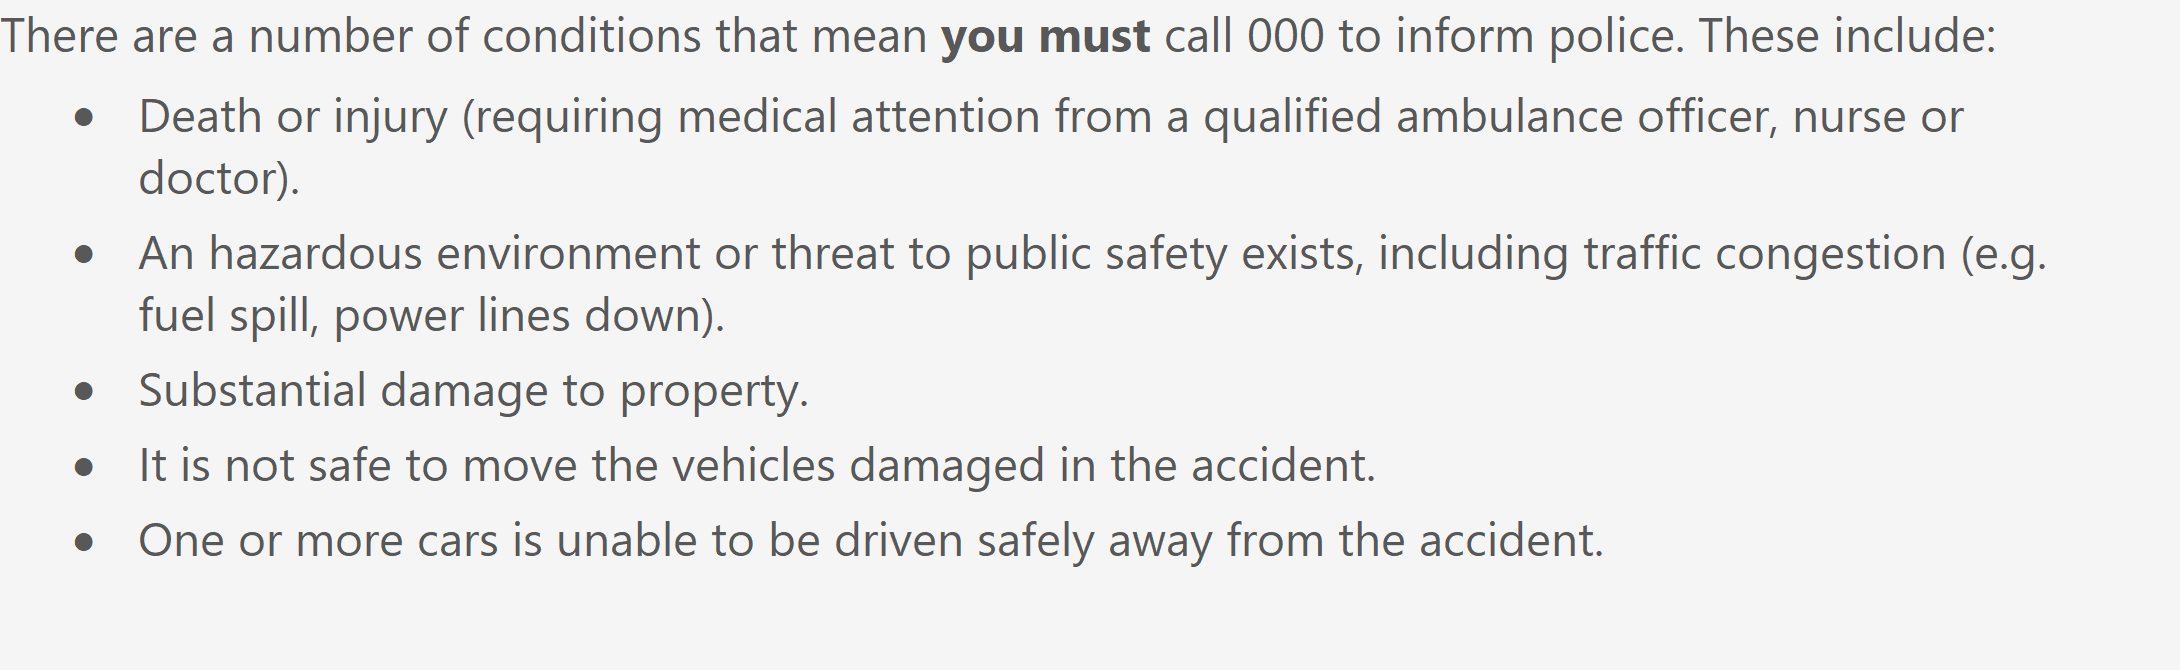 There are a number of conditions that mean you must call 000 to inform police. These include:
• Death or injury (requiring medical attention from a qualified ambulance officer, nurse or
doctor).
• An hazardous environment or threat to public safety exists, including traffic congestion (e.g.
fuel spill, power lines down).
• Substantial damage to property.
• It is not safe to move the vehicles damaged in the accident.
• One or more cars is unable to be driven safely away from the accident.